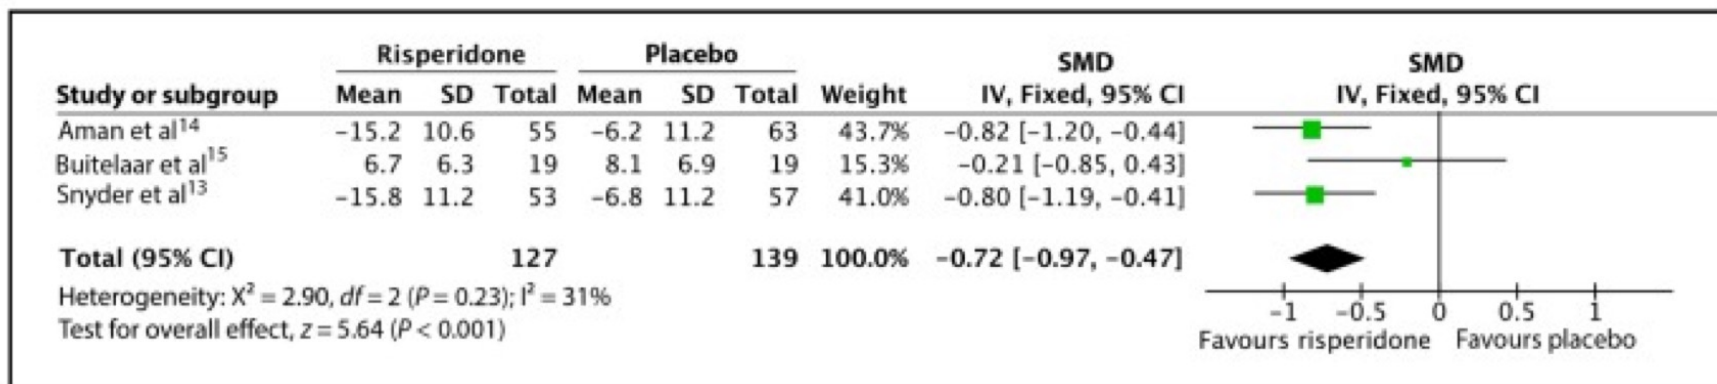 Risperidone Placebo SMD SMD
Study or subgroup Mean SD Total Mean SD Total Weight IV, Fixed, 95% CI IV, Fixed, 95% CI
Aman et al¹⁴ −15.2 10.6 55 −6.2 11.2 63 43.7% −0.82 [−1.20, −0.44]
Buitelaar et al¹⁵ 6.7 6.3 19 8.1 6.9 19 15.3% −0.21 [−0.85, 0.43]
Snyder et al¹³ −15.8 11.2 53 −6.8 11.2 57 41.0% −0.80 [−1.19, −0.41]
Total (95% CI) 127 139 100.0% −0.72 [−0.97, −0.47]
Heterogeneity: X² = 2.90, df = 2 (P = 0.23); I² = 31%
Test for overall effect, z = 5.64 (P < 0.001)
−1 −0.5 0 0.5 1
Favours risperidone Favours placebo